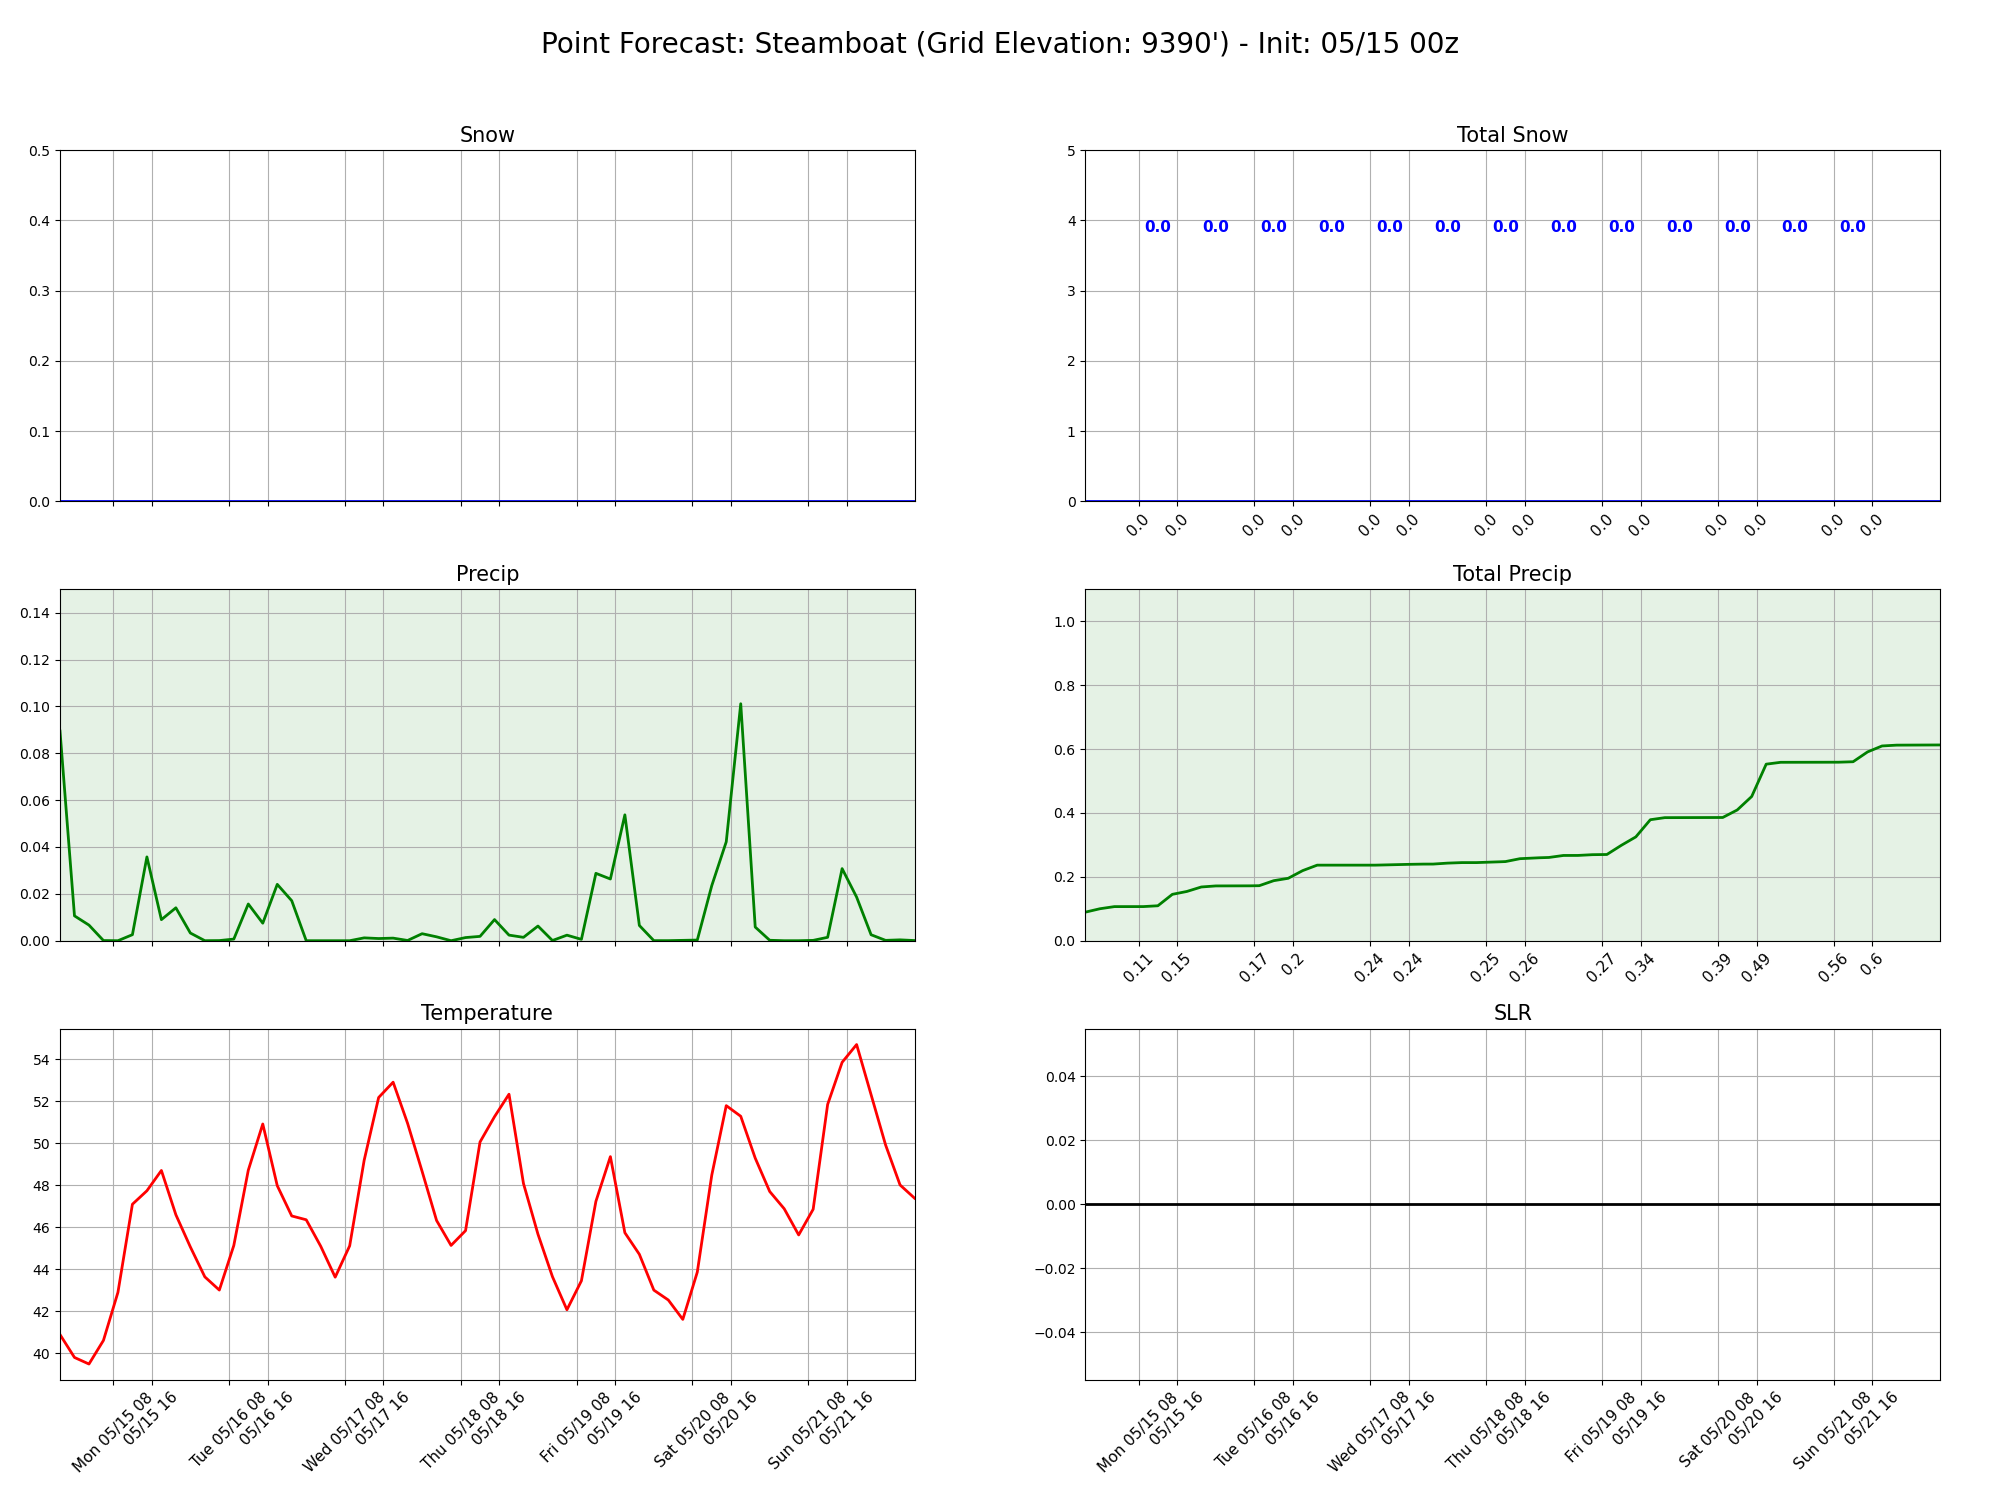 Point Forecast: Steamboat (Grid Elevation: 9390') - Init: 05/15 00z
Snow
0.5
0.4
0.3
0.2
0.1
0.0
Total Snow
5
4
3
2
1
0
0.0 0.0 0.0 0.0 0.0 0.0 0.0 0.0 0.0 0.0 0.0 0.0 0.0
0.0 0.0 0.0 0.0 0.0 0.0 0.0 0.0 0.0 0.0 0.0 0.0 0.0 0.0
Precip
0.14
0.12
0.10
0.08
0.06
0.04
0.02
0.00
Total Precip
1.0
0.8
0.6
0.4
0.2
0.0
0.11 0.15 0.17 0.2 0.24 0.24 0.25 0.26 0.27 0.34 0.39 0.49 0.56 0.6
Temperature
54
52
50
48
46
44
42
40
Mon 05/15 08
05/15 16
Tue 05/16 08
05/16 16
Wed 05/17 08
05/17 16
Thu 05/18 08
05/18 16
Fri 05/19 08
05/19 16
Sat 05/20 08
05/20 16
Sun 05/21 08
05/21 16
SLR
0.04
0.02
0.00
−0.02
−0.04
Mon 05/15 08
05/15 16
Tue 05/16 08
05/16 16
Wed 05/17 08
05/17 16
Thu 05/18 08
05/18 16
Fri 05/19 08
05/19 16
Sat 05/20 08
05/20 16
Sun 05/21 08
05/21 16